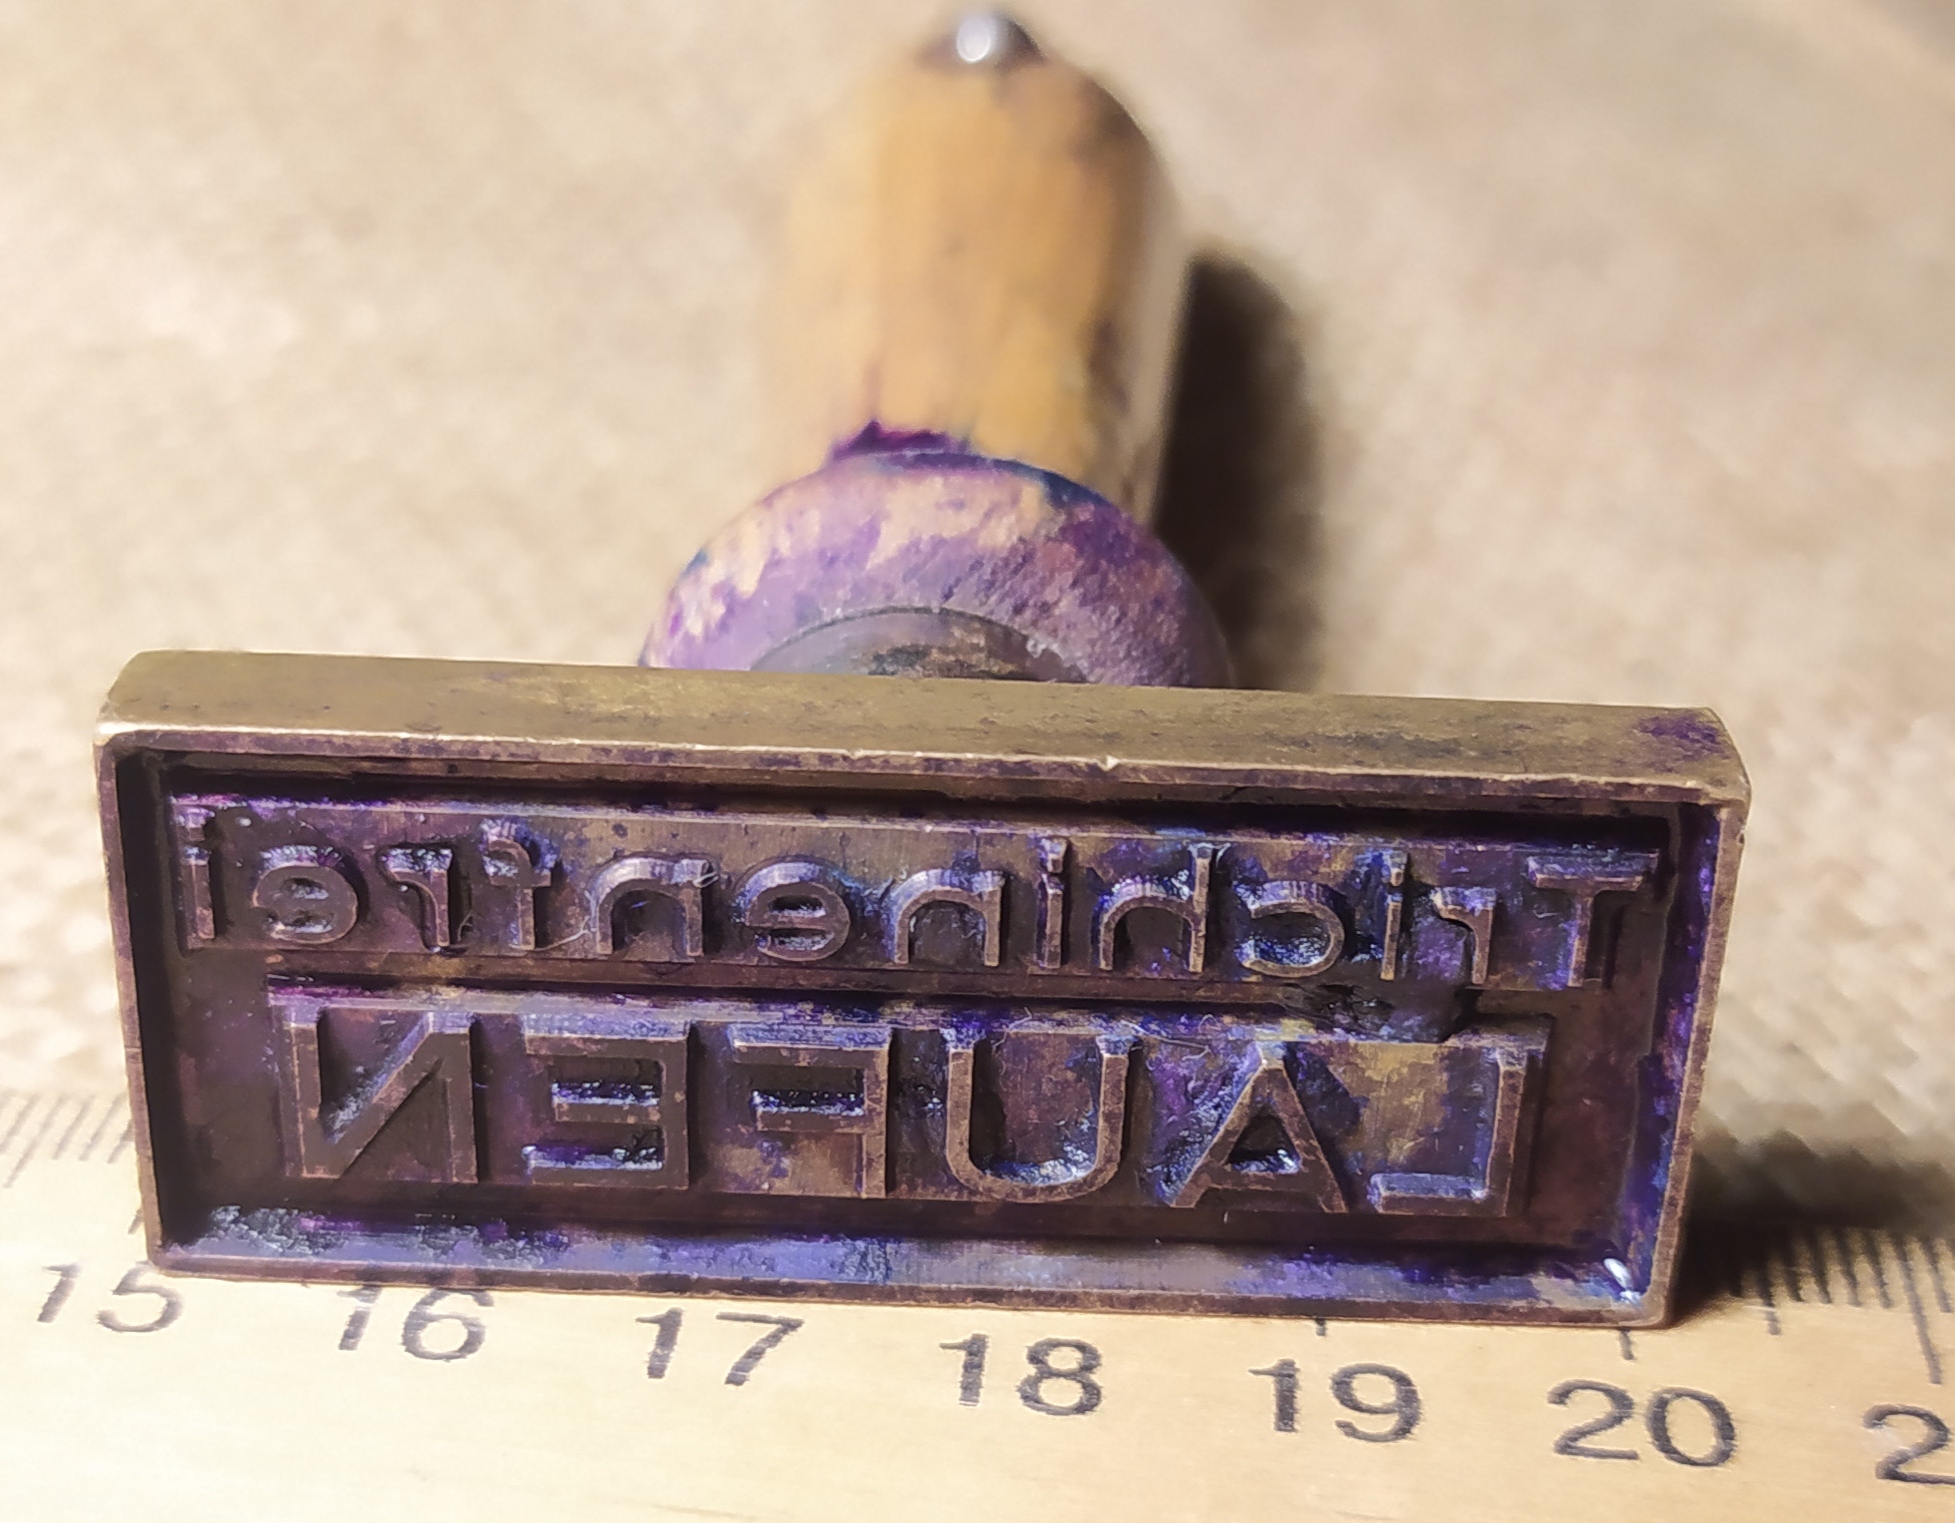 Trichinenfrei
LAUFEN
15 16 17 18 19 20